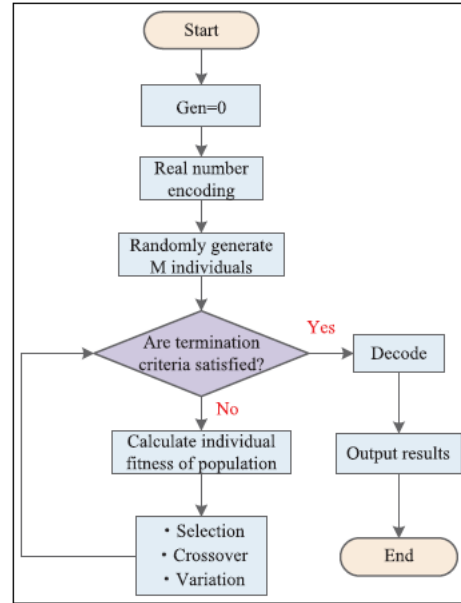 Start
Gen=0
Real number
encoding
Randomly generate
M individuals
Are termination
criteria satisfied?
Yes
Decode
No
Calculate individual
fitness of population
Output results
・Selection
・Crossover
・Variation
End